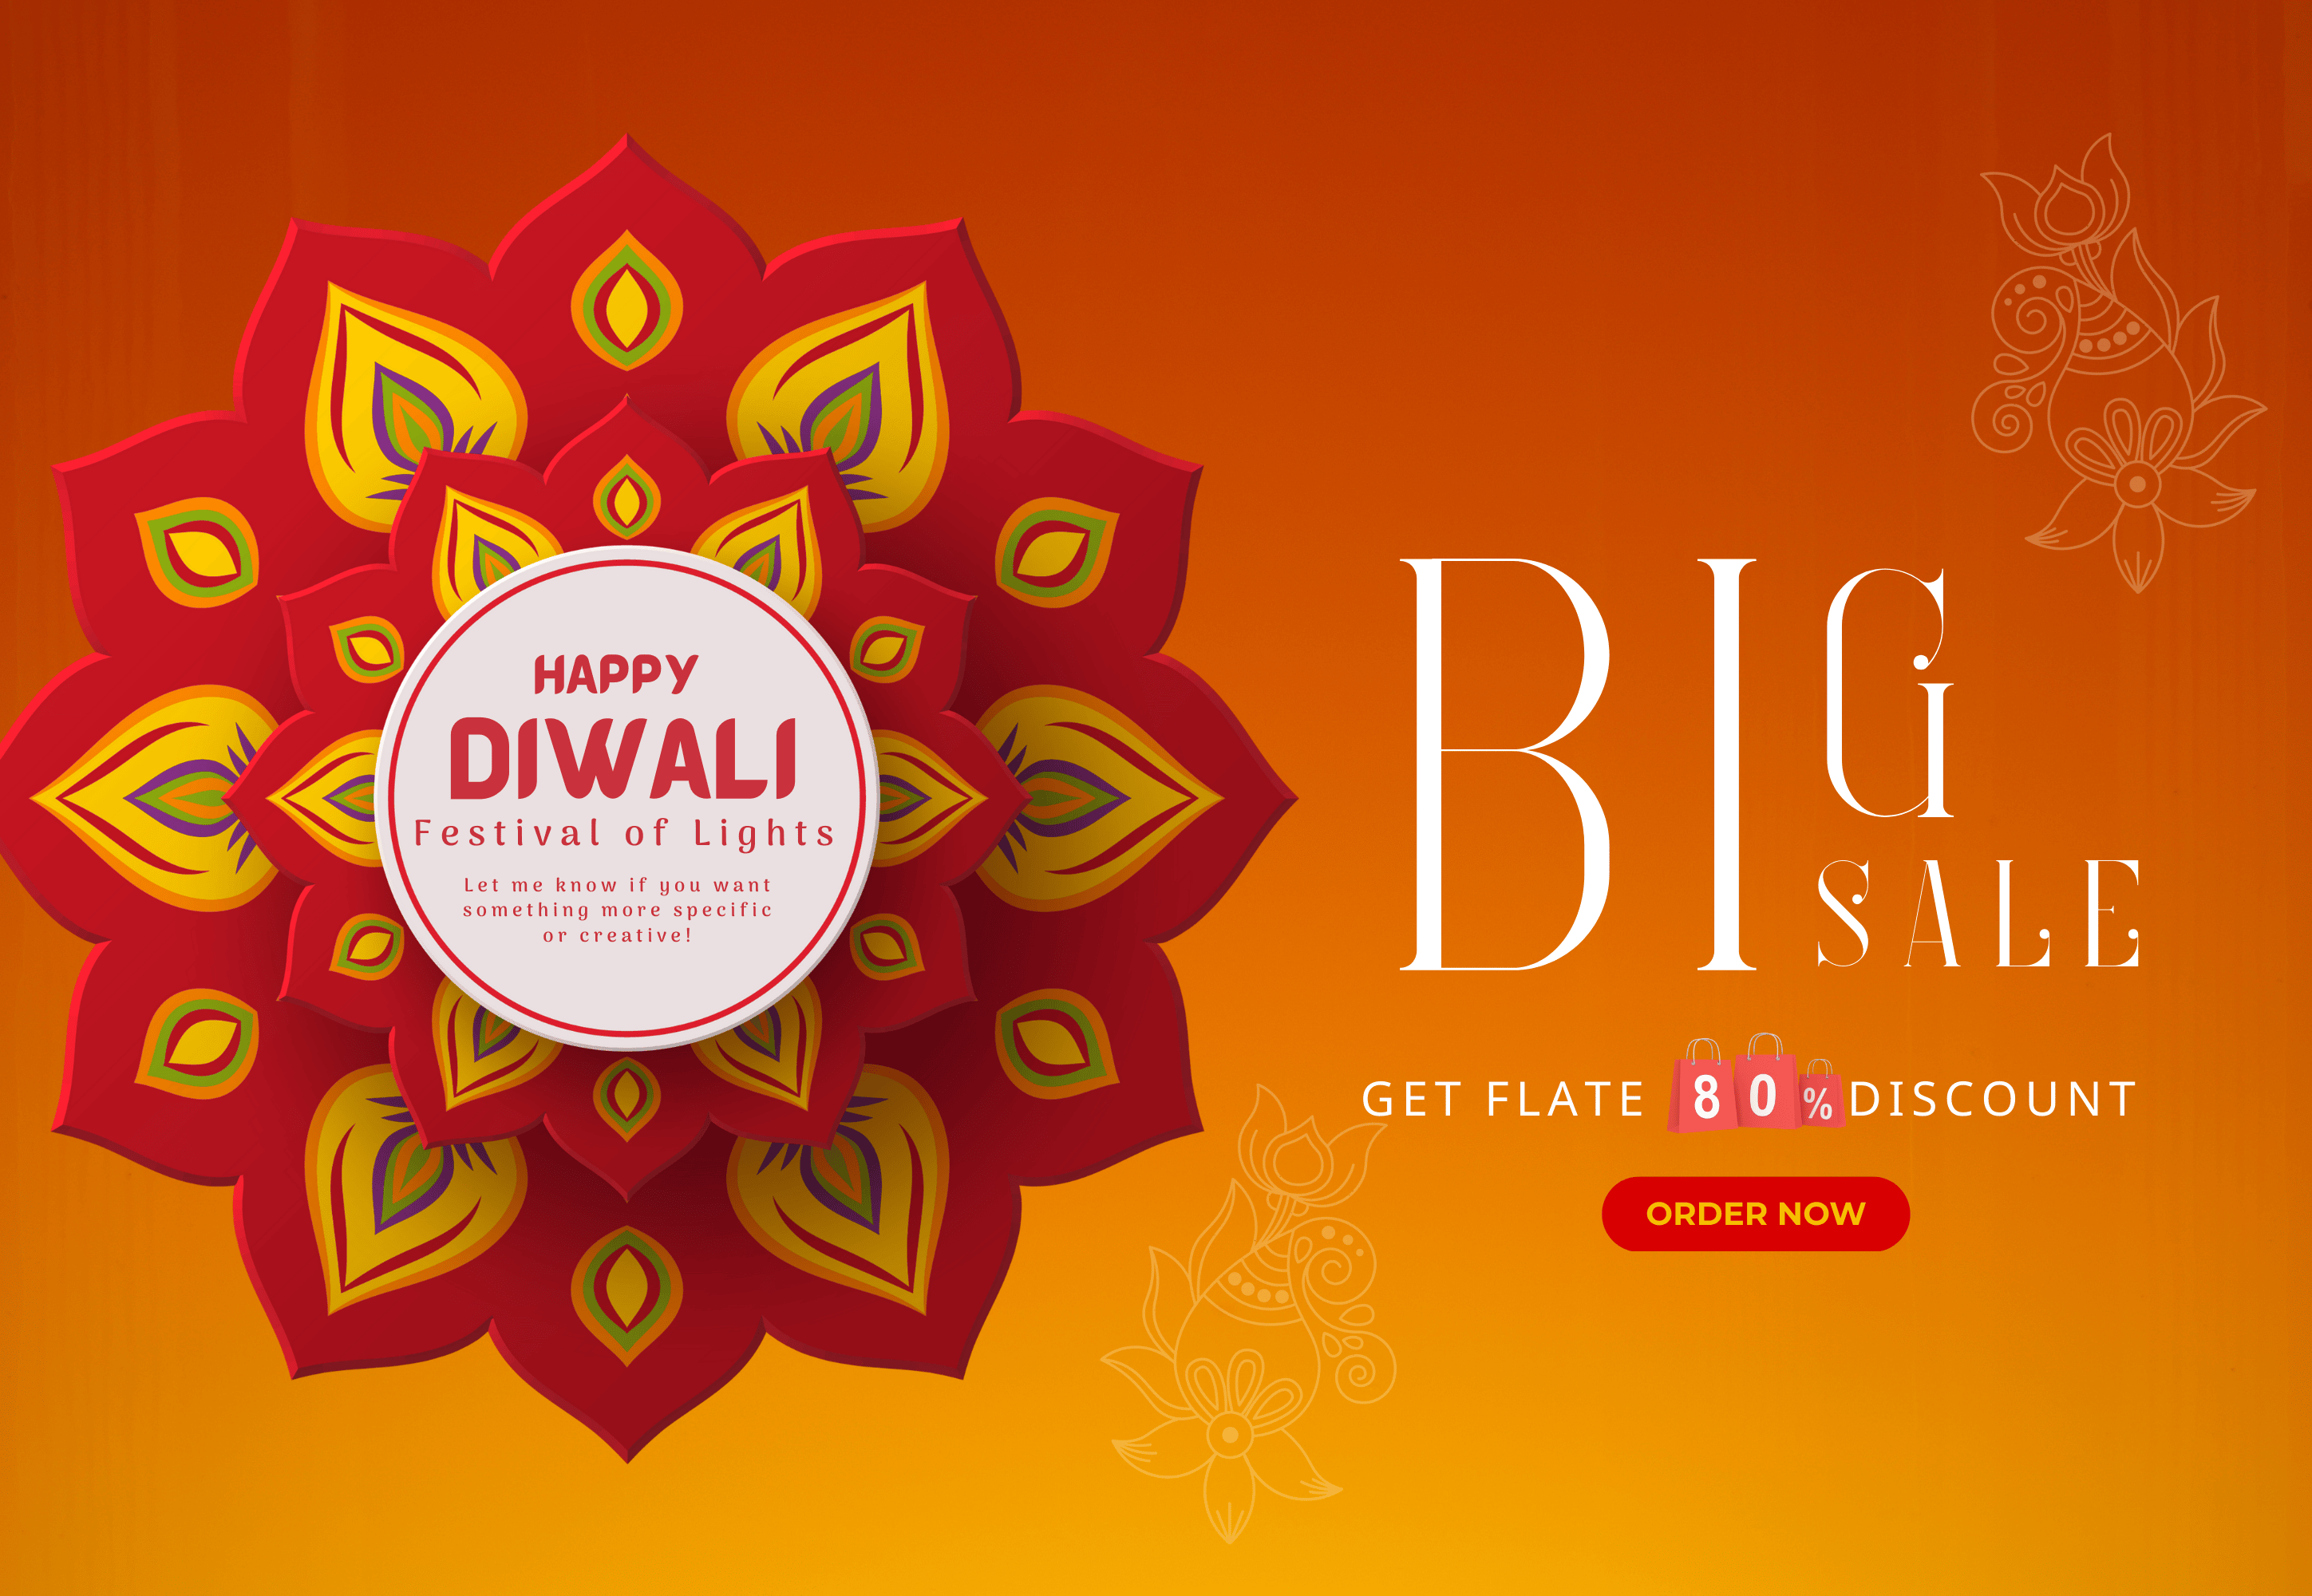 HAPPY
DIWALI
Festival of Lights
Let me know if you want
something more specific
or creative!
BIG
SALE
GET FLATE 80% DISCOUNT
ORDER NOW